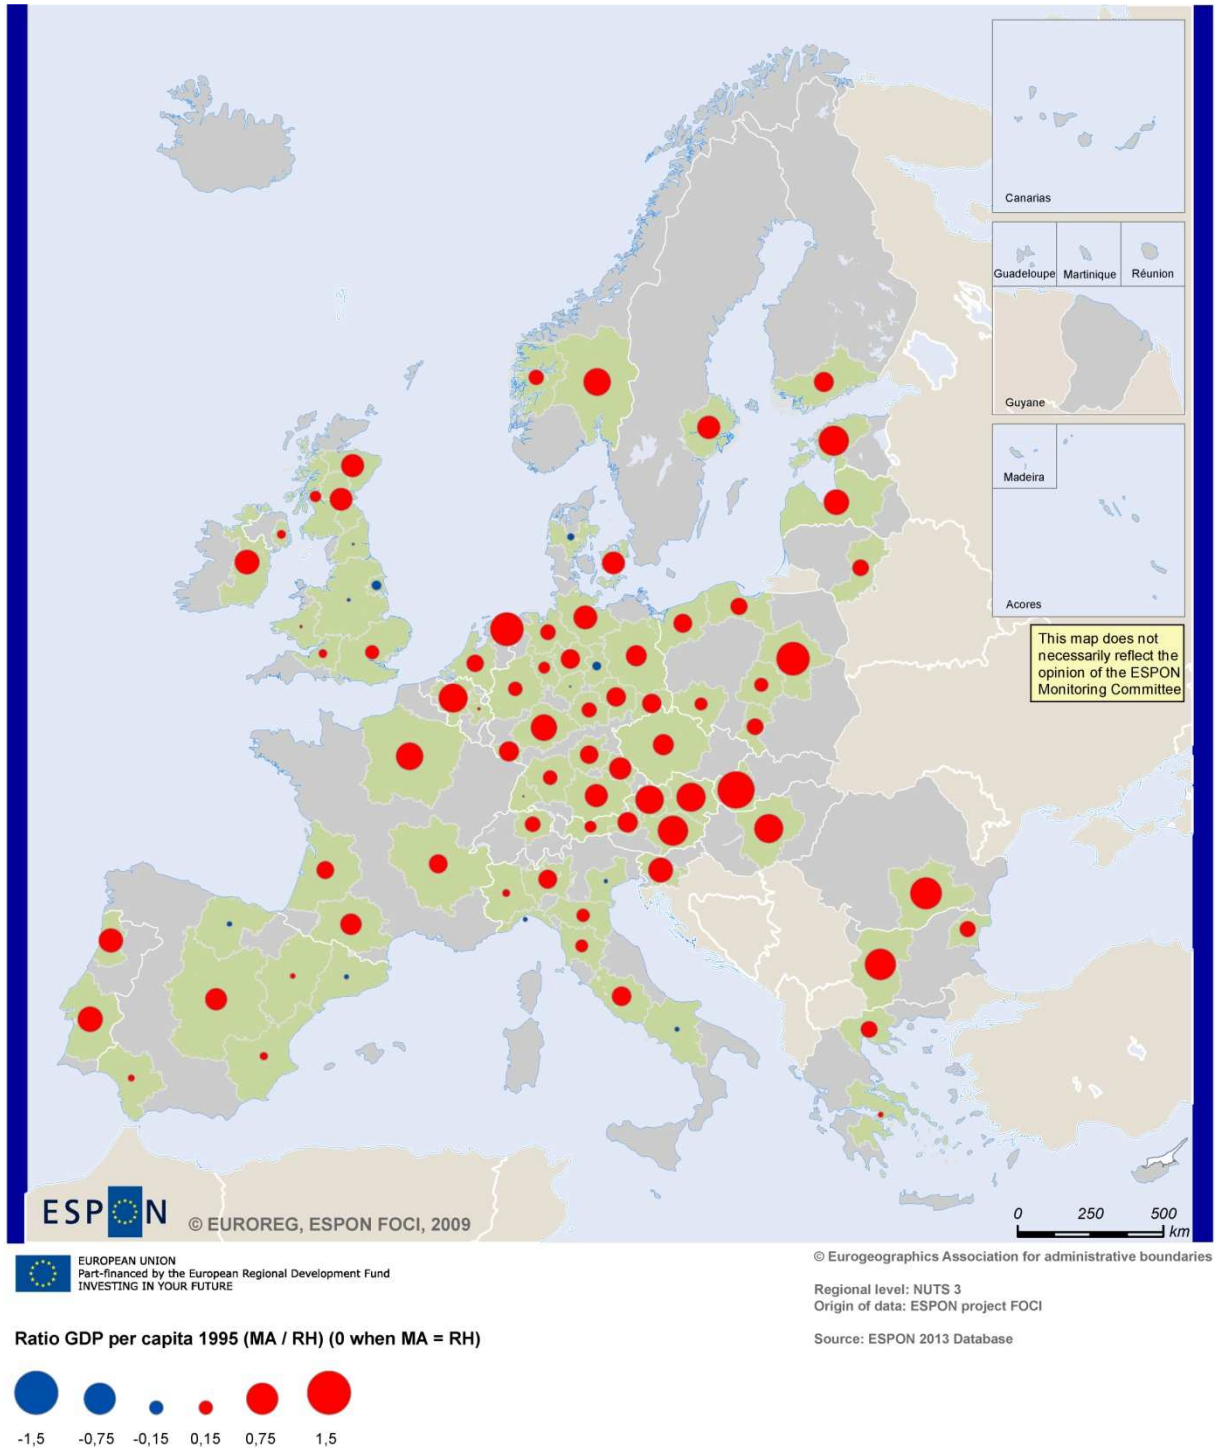 Canarias
Guadeloupe
Martinique
Réunion
Guyane
Madeira
Acores
This map does not
necessarily reflect the
opinion of the ESPON
Monitoring Committee
ESPON
© EUROREG, ESPON FOCI, 2009
0 250 500
km
EUROPEAN UNION
Part-financed by the European Regional Development Fund
INVESTING IN YOUR FUTURE
© Eurogeographics Association for administrative boundaries
Regional level: NUTS 3
Origin of data: ESPON project FOCI
Source: ESPON 2013 Database
Ratio GDP per capita 1995 (MA / RH) (0 when MA = RH)
-1,5 -0,75 -0,15 0,15 0,75 1,5